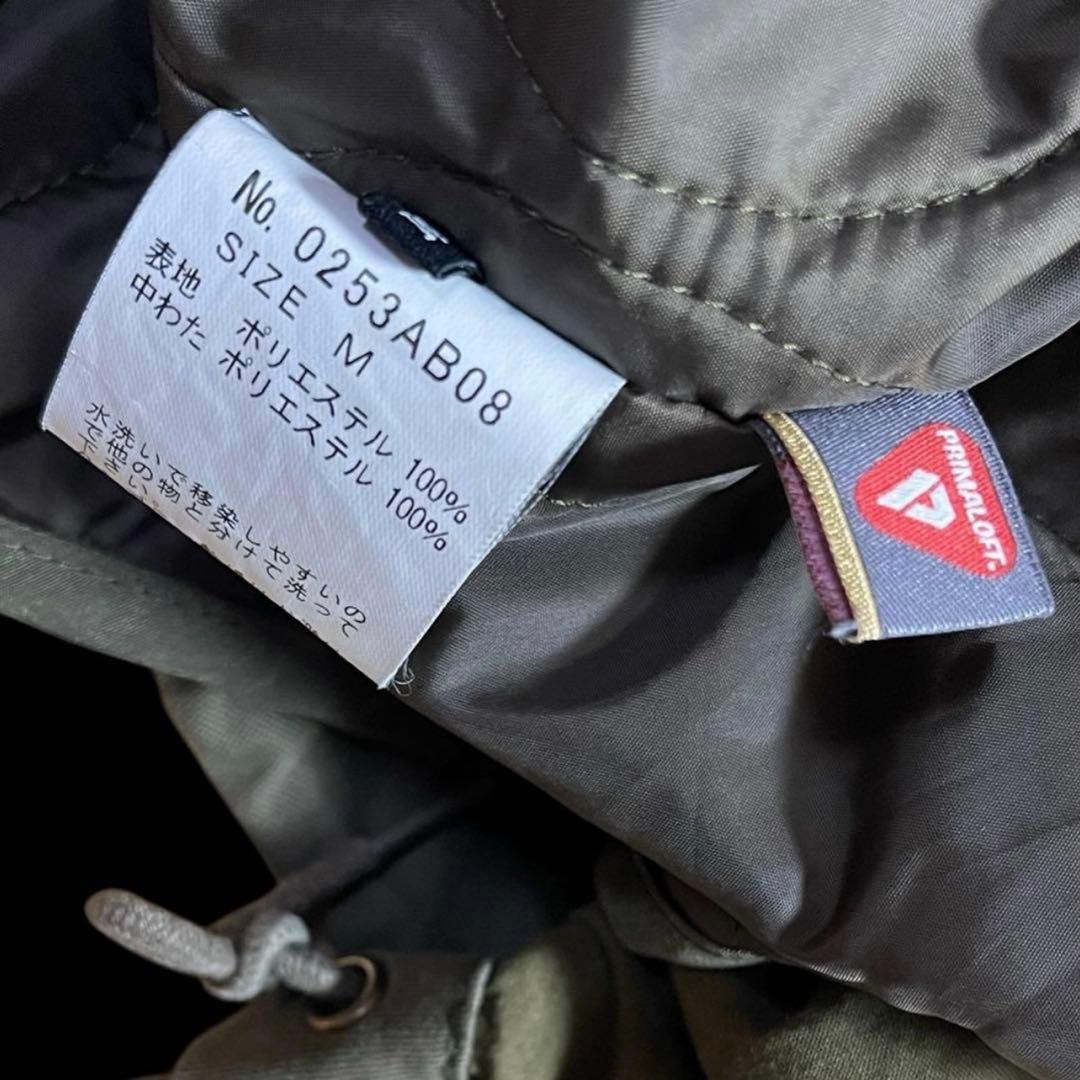 No. 0253AB08
SIZE M
表地 ポリエステル 100%
中わた ポリエステル 100%
水洗いで移染しやすいの
で他の物と分けて洗って
下さい。
PRIMALOFT®